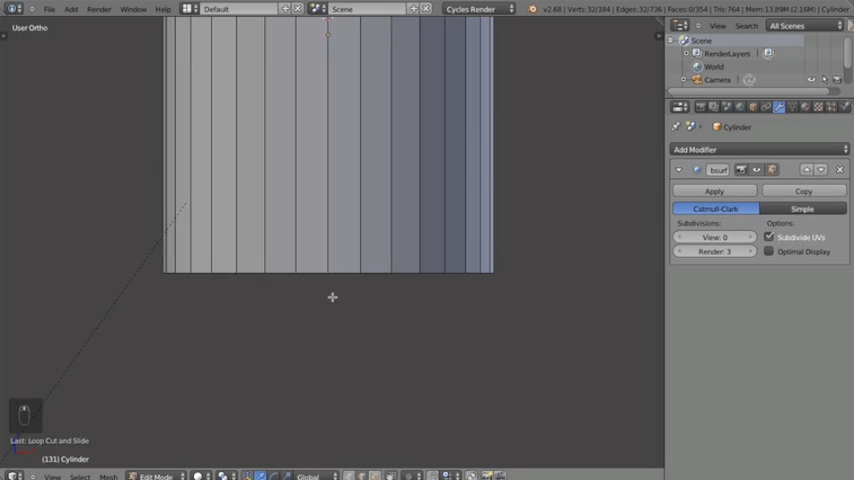 File Add Render Window Help Default Scene Cycles Render v2.68 | Verts:32/384 | Edges:32/736 | Faces:0/354 | Tris:764 | Mem:13.89M (2.16M) | Cylinder
User Ortho
View Search All Scenes
Scene
RenderLayers
World
Camera
Cylinder
Add Modifier
bsurf
Apply Copy
Catmull-Clark Simple
Subdivisions: Options:
View: 0 Subdivide UVs
Render: 3 Optimal Display
Last: Loop Cut and Slide
(131) Cylinder
View Select Mesh Edit Mode Global